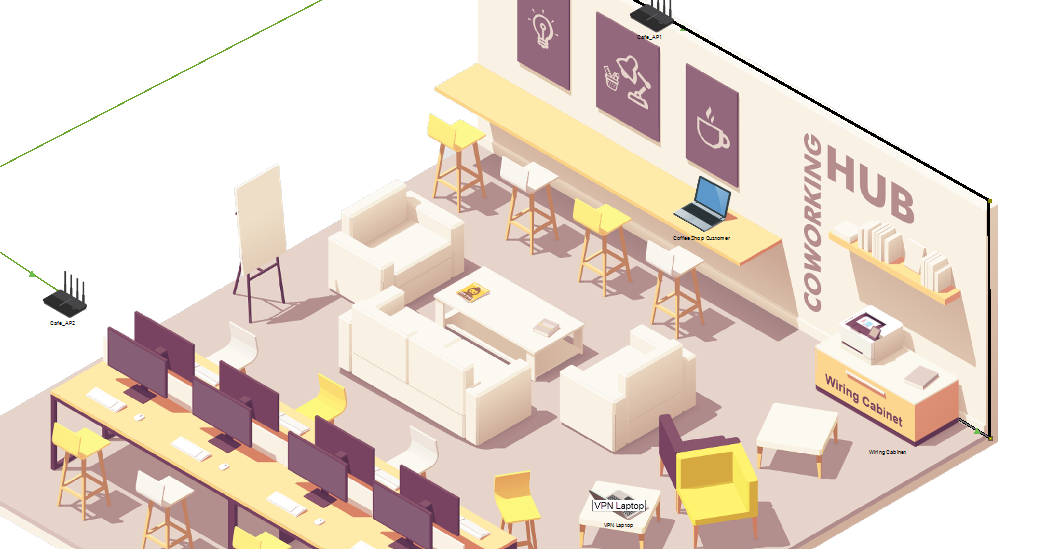 Cafe_AP1
COWORKING
HUB
Coffee Shop Customer
Cafe_AP2
Wiring Cabinet
Wiring Cabinet
VPN Laptop
VPN Laptop